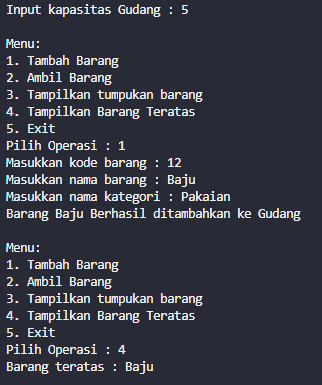 Input kapasitas Gudang : 5
Menu:
1. Tambah Barang
2. Ambil Barang
3. Tampilkan tumpukan barang
4. Tampilkan Barang Teratas
5. Exit
Pilih Operasi : 1
Masukkan kode barang : 12
Masukkan nama barang : Baju
Masukkan nama kategori : Pakaian
Barang Baju Berhasil ditambahkan ke Gudang
Menu:
1. Tambah Barang
2. Ambil Barang
3. Tampilkan tumpukan barang
4. Tampilkan Barang Teratas
5. Exit
Pilih Operasi : 4
Barang teratas : Baju